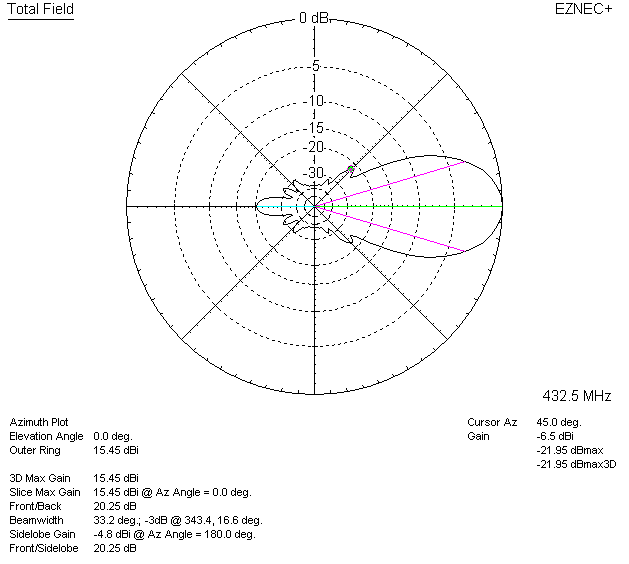 Total Field
EZNEC+
0 dB
-5
-10
-15
-20
-30
432.5 MHz
Azimuth Plot
Elevation Angle 0.0 deg.
Outer Ring 15.45 dBi
Cursor Az 45.0 deg.
Gain -6.5 dBi
-21.95 dBmax
-21.95 dBmax3D
3D Max Gain 15.45 dBi
Slice Max Gain 15.45 dBi @ Az Angle = 0.0 deg.
Front/Back 20.25 dB
Beamwidth 33.2 deg.; -3dB @ 343.4, 16.6 deg.
Sidelobe Gain -4.8 dBi @ Az Angle = 180.0 deg.
Front/Sidelobe 20.25 dB